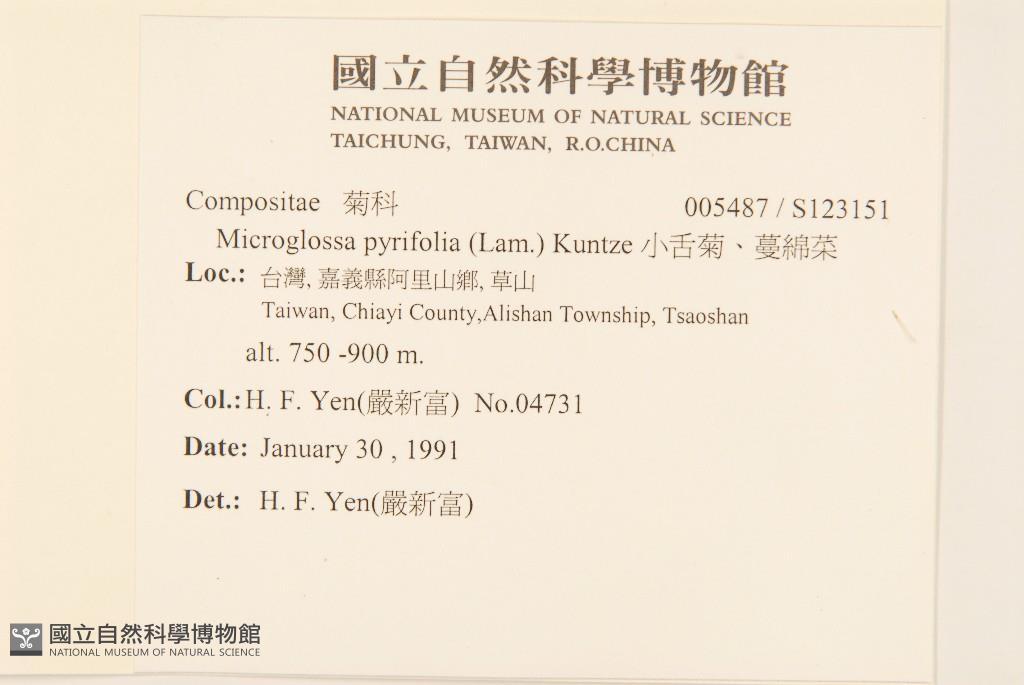 國立自然科學博物館
NATIONAL MUSEUM OF NATURAL SCIENCE
TAICHUNG, TAIWAN, R.O.CHINA
Compositae 菊科 005487 / S123151
Microglossa pyrifolia (Lam.) Kuntze 小舌菊、蔓綿菜
Loc.: 台灣, 嘉義縣阿里山鄉, 草山
Taiwan, Chiayi County,Alishan Township, Tsaoshan
alt. 750 -900 m.
Col.:H. F. Yen(嚴新富) No.04731
Date: January 30 , 1991
Det.: H. F. Yen(嚴新富)
國立自然科學博物館
NATIONAL MUSEUM OF NATURAL SCIENCE